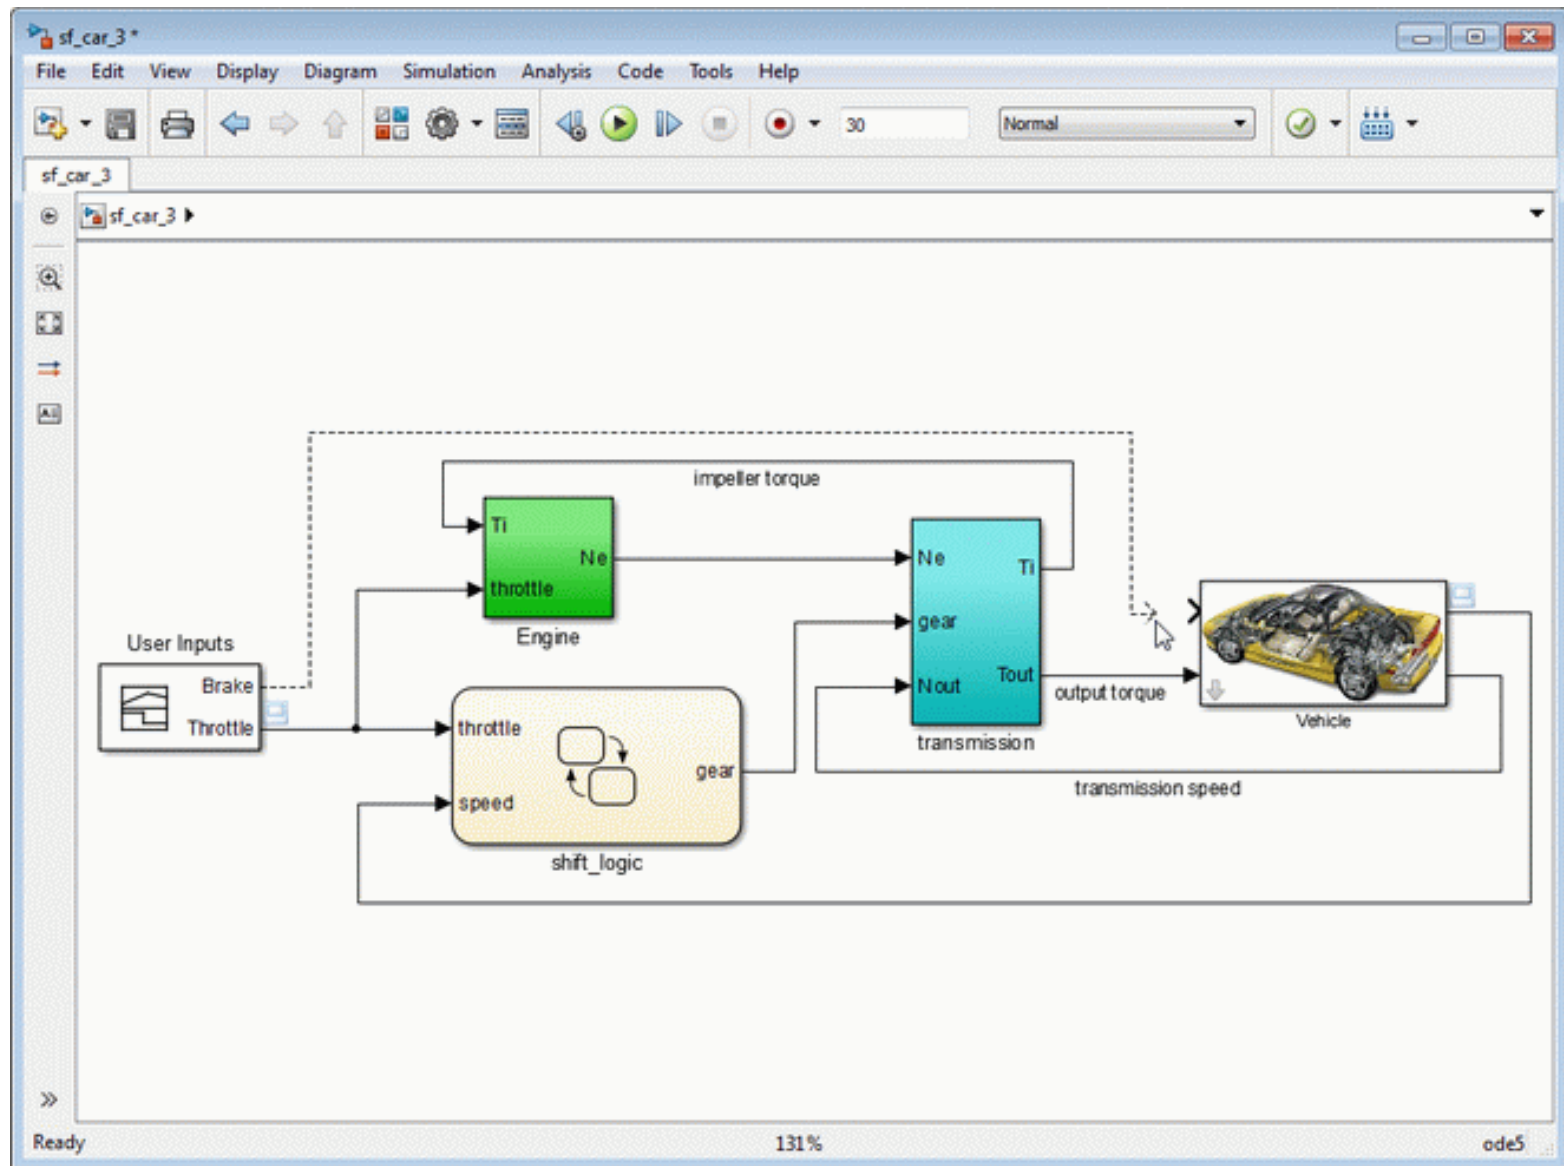 sf_car_3 *
File Edit View Display Diagram Simulation Analysis Code Tools Help
30 Normal
sf_car_3
sf_car_3
impeller torque
Ti
Ne
throttle
Engine
Ne
Ti
gear
Nout
Tout
transmission
output torque
Vehicle
User Inputs
Brake
Throttle
throttle
gear
speed
shift_logic
transmission speed
Ready 131% ode5